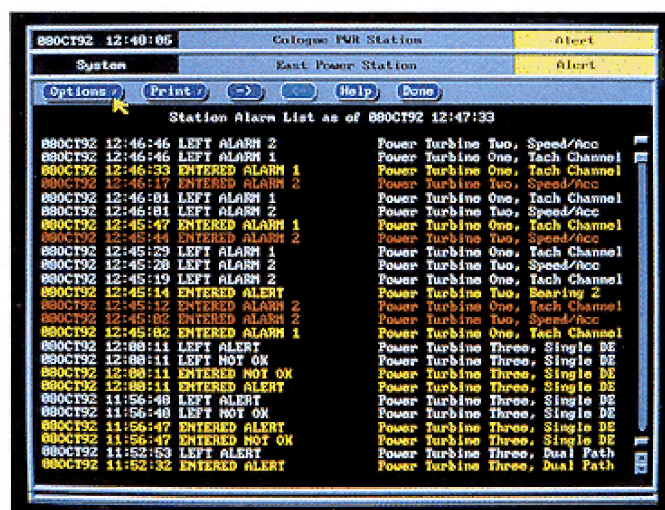 08OCT92 12:48:05 Cologne PWR Station Alert
System East Power Station Alert
Options Print --> <-- Help Done
Station Alarm List as of 08OCT92 12:47:33
08OCT92 12:46:46 LEFT ALARM 2 Power Turbine Two, Speed/Acc
08OCT92 12:46:46 LEFT ALARM 1 Power Turbine One, Tach Channel
08OCT92 12:46:33 ENTERED ALARM 1 Power Turbine One, Tach Channel
08OCT92 12:46:17 ENTERED ALARM 2 Power Turbine Two, Speed/Acc
08OCT92 12:46:01 LEFT ALARM 1 Power Turbine One, Tach Channel
08OCT92 12:46:01 LEFT ALARM 2 Power Turbine Two, Speed/Acc
08OCT92 12:45:47 ENTERED ALARM 1 Power Turbine One, Tach Channel
08OCT92 12:45:44 ENTERED ALARM 2 Power Turbine Two, Speed/Acc
08OCT92 12:45:29 LEFT ALARM 1 Power Turbine One, Tach Channel
08OCT92 12:45:20 LEFT ALARM 2 Power Turbine Two, Speed/Acc
08OCT92 12:45:19 LEFT ALARM 2 Power Turbine One, Tach Channel
08OCT92 12:45:14 ENTERED ALERT Power Turbine Two, Bearing 2
08OCT92 12:45:12 ENTERED ALARM 2 Power Turbine One, Tach Channel
08OCT92 12:45:02 ENTERED ALARM 2 Power Turbine Two, Speed/Acc
08OCT92 12:45:02 ENTERED ALARM 1 Power Turbine One, Tach Channel
08OCT92 12:00:11 LEFT ALERT Power Turbine Three, Single DE
08OCT92 12:00:11 LEFT NOT OK Power Turbine Three, Single DE
08OCT92 12:00:11 ENTERED NOT OK Power Turbine Three, Single DE
08OCT92 12:00:11 ENTERED ALERT Power Turbine Three, Single DE
08OCT92 11:56:48 LEFT ALERT Power Turbine Three, Single DE
08OCT92 11:56:48 LEFT NOT OK Power Turbine Three, Single DE
08OCT92 11:56:47 ENTERED ALERT Power Turbine Three, Single DE
08OCT92 11:56:47 ENTERED NOT OK Power Turbine Three, Single DE
08OCT92 11:52:53 LEFT ALERT Power Turbine Three, Dual Path
08OCT92 11:52:32 ENTERED ALERT Power Turbine Three, Dual Path